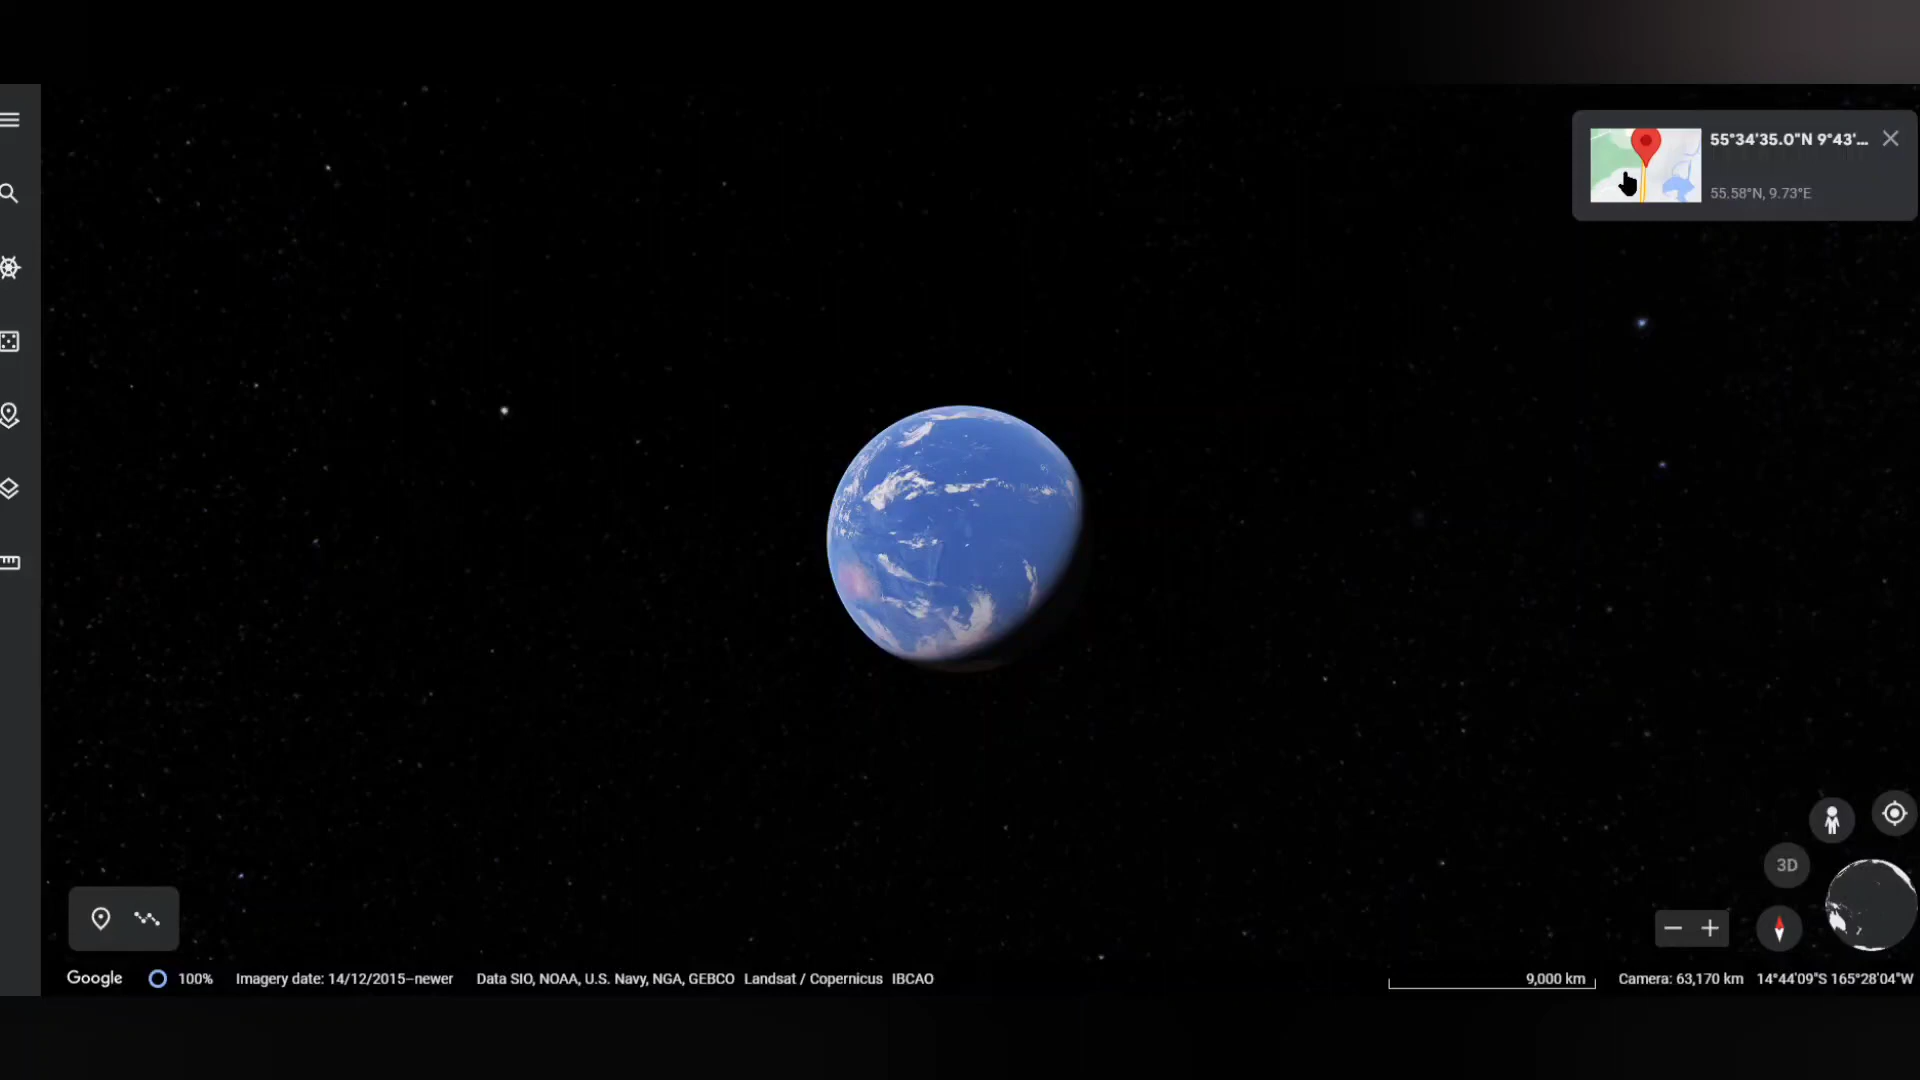 55°34'35.0"N 9°43'...
55.58°N, 9.73°E
3D
Google 100% Imagery date: 14/12/2015–newer Data SIO, NOAA, U.S. Navy, NGA, GEBCO Landsat / Copernicus IBCAO 9,000 km Camera: 63,170 km 14°44'09"S 165°28'04"W